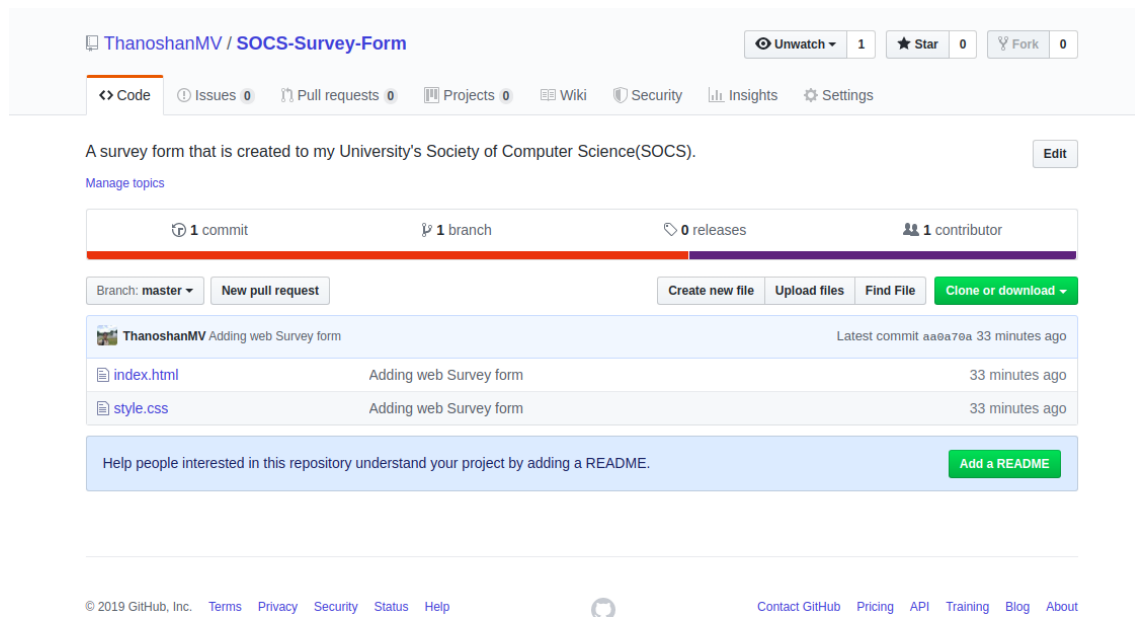 ThanoshanMV / SOCS-Survey-Form
Unwatch 1 Star 0 Fork 0
Code Issues 0 Pull requests 0 Projects 0 Wiki Security Insights Settings
A survey form that is created to my University's Society of Computer Science(SOCS).
Edit
Manage topics
1 commit 1 branch 0 releases 1 contributor
Branch: master New pull request Create new file Upload files Find File Clone or download
ThanoshanMV Adding web Survey form Latest commit aa0a70a 33 minutes ago
index.html Adding web Survey form 33 minutes ago
style.css Adding web Survey form 33 minutes ago
Help people interested in this repository understand your project by adding a README. Add a README
© 2019 GitHub, Inc. Terms Privacy Security Status Help Contact GitHub Pricing API Training Blog About